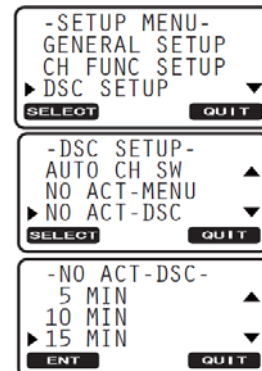 -SETUP MENU-
GENERAL SETUP
CH FUNC SETUP
DSC SETUP
SELECT QUIT
-DSC SETUP-
AUTO CH SW
NO ACT-MENU
NO ACT-DSC
SELECT QUIT
-NO ACT-DSC-
5 MIN
10 MIN
15 MIN
ENT QUIT